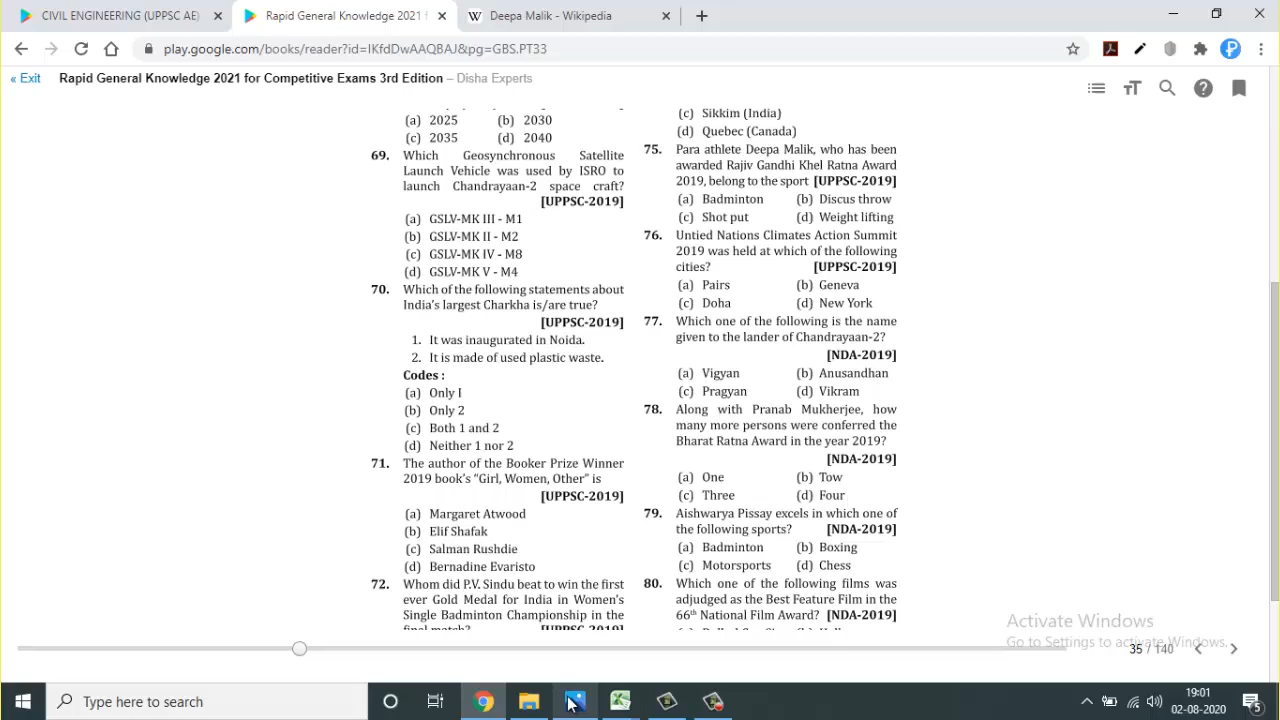 CIVIL ENGINEERING (UPPSC AE)
Rapid General Knowledge 2021 f
Deepa Malik - Wikipedia
play.google.com/books/reader?id=IKfdDwAAQBAJ&pg=GBS.PT33
« Exit Rapid General Knowledge 2021 for Competitive Exams 3rd Edition – Disha Experts
(a) 2025 (b) 2030
(c) 2035 (d) 2040
69. Which Geosynchronous Satellite
Launch Vehicle was used by ISRO to
launch Chandrayaan-2 space craft?
[UPPSC-2019]
(a) GSLV-MK III - M1
(b) GSLV-MK II - M2
(c) GSLV-MK IV - M8
(d) GSLV-MK V - M4
70. Which of the following statements about
India's largest Charkha is/are true?
[UPPSC-2019]
1. It was inaugurated in Noida.
2. It is made of used plastic waste.
Codes :
(a) Only I
(b) Only 2
(c) Both 1 and 2
(d) Neither 1 nor 2
71. The author of the Booker Prize Winner
2019 book's “Girl, Women, Other” is
[UPPSC-2019]
(a) Margaret Atwood
(b) Elif Shafak
(c) Salman Rushdie
(d) Bernadine Evaristo
72. Whom did P.V. Sindu beat to win the first
ever Gold Medal for India in Women's
Single Badminton Championship in the
final match? [UPPSC-2019]
(c) Sikkim (India)
(d) Quebec (Canada)
75. Para athlete Deepa Malik, who has been
awarded Rajiv Gandhi Khel Ratna Award
2019, belong to the sport [UPPSC-2019]
(a) Badminton (b) Discus throw
(c) Shot put (d) Weight lifting
76. Untied Nations Climates Action Summit
2019 was held at which of the following
cities? [UPPSC-2019]
(a) Pairs (b) Geneva
(c) Doha (d) New York
77. Which one of the following is the name
given to the lander of Chandrayaan-2?
[NDA-2019]
(a) Vigyan (b) Anusandhan
(c) Pragyan (d) Vikram
78. Along with Pranab Mukherjee, how
many more persons were conferred the
Bharat Ratna Award in the year 2019?
[NDA-2019]
(a) One (b) Tow
(c) Three (d) Four
79. Aishwarya Pissay excels in which one of
the following sports? [NDA-2019]
(a) Badminton (b) Boxing
(c) Motorsports (d) Chess
80. Which one of the following films was
adjudged as the Best Feature Film in the
66th National Film Award? [NDA-2019]
Activate Windows
Go to Settings to activate Windows.
35 / 140
Type here to search
19:01
02-08-2020
5